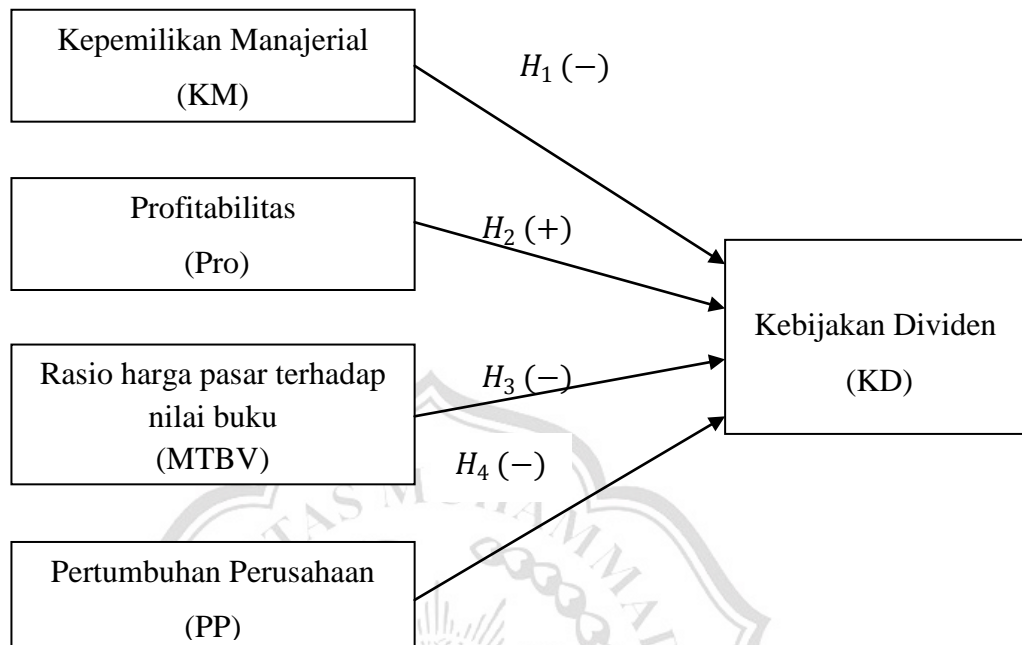 Kepemilikan Manajerial
(KM)
H₁ (−)
Profitabilitas
(Pro)
H₂ (+)
Kebijakan Dividen
(KD)
Rasio harga pasar terhadap
nilai buku
(MTBV)
H₃ (−)
H₄ (−)
Pertumbuhan Perusahaan
(PP)